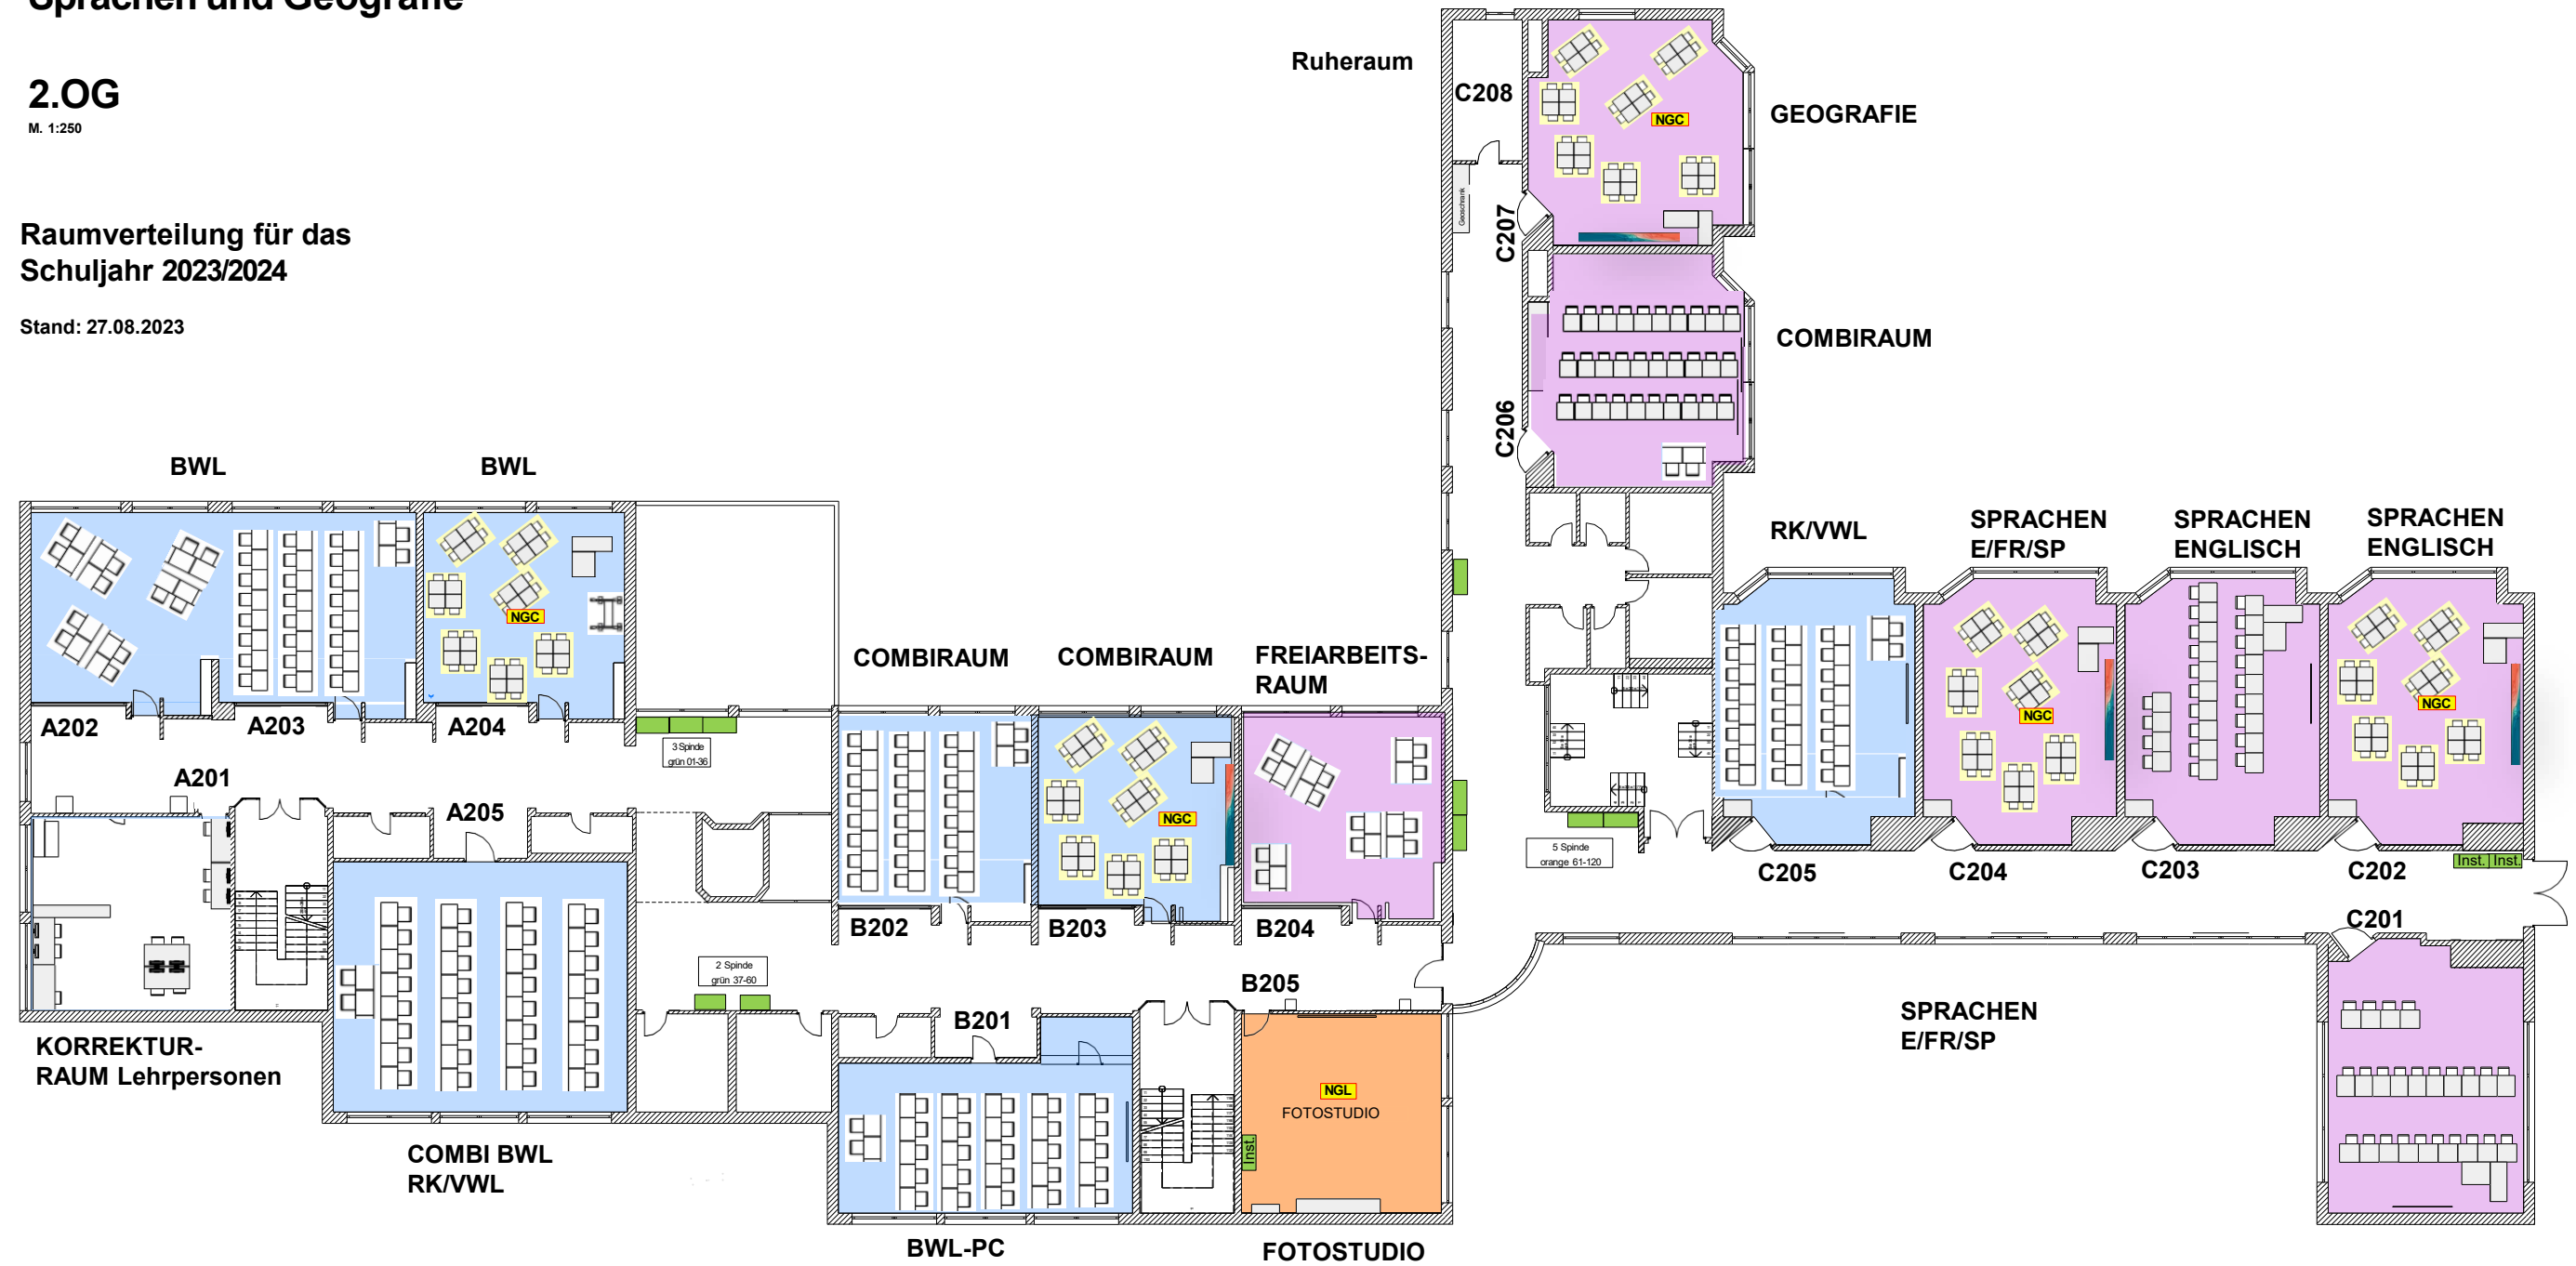 Sprachen und Geografie
2.OG
M. 1:250
Raumverteilung für das
Schuljahr 2023/2024
Stand: 27.08.2023
Ruheraum
C208
NGC
GEOGRAFIE
Geoschrank
C207
COMBIRAUM
C206
BWL
BWL
NGC
A202
A203
A204
3 Spinde
grün 01-36
A201
A205
KORREKTUR-
RAUM Lehrpersonen
COMBI BWL
RK/VWL
COMBIRAUM
COMBIRAUM
FREIARBEITS-
RAUM
NGC
B202
B203
B204
2 Spinde
grün 37-60
B201
B205
NGL
FOTOSTUDIO
Inst.
BWL-PC
FOTOSTUDIO
RK/VWL
SPRACHEN
E/FR/SP
SPRACHEN
ENGLISCH
SPRACHEN
ENGLISCH
NGC
NGC
5 Spinde
orange 61-120
C205
C204
C203
C202
Inst. Inst.
C201
SPRACHEN
E/FR/SP